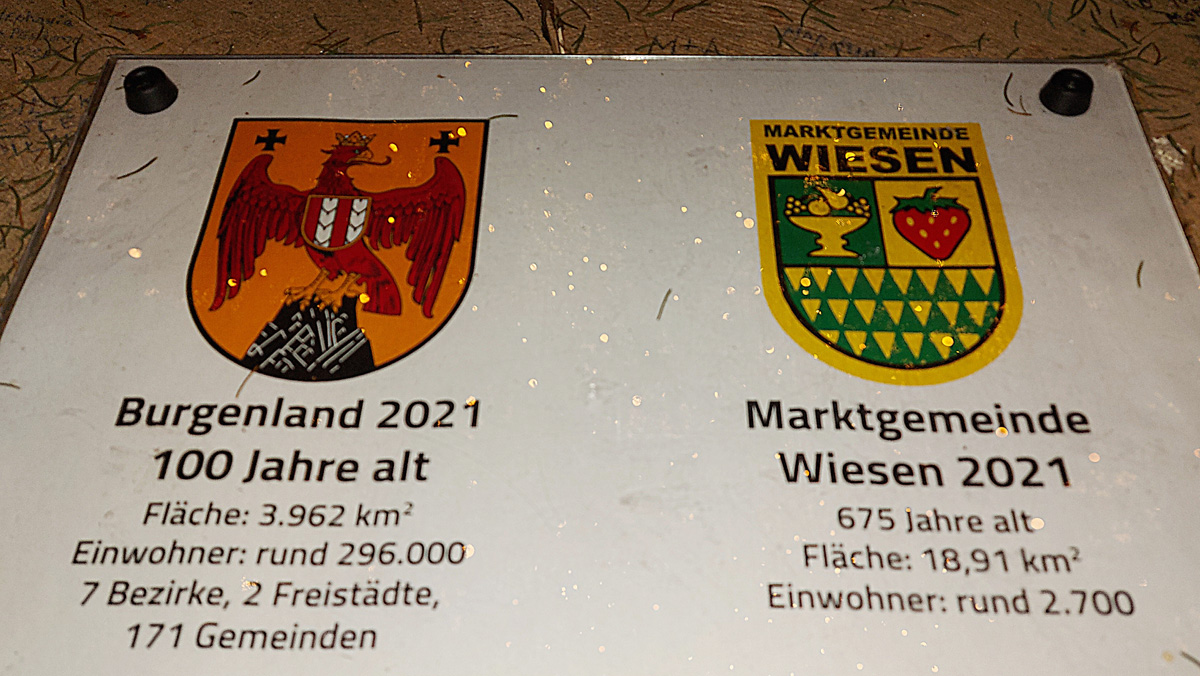 M+A
MARKTGEMEINDE
WIESEN
Burgenland 2021
100 Jahre alt
Fläche: 3.962 km²
Einwohner: rund 296.000
7 Bezirke, 2 Freistädte,
171 Gemeinden
Marktgemeinde
Wiesen 2021
675 Jahre alt
Fläche: 18,91 km²
Einwohner: rund 2.700